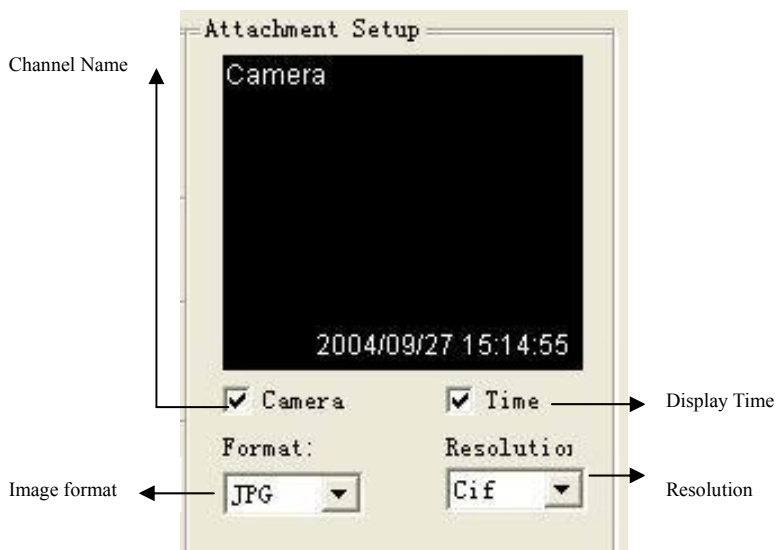 Attachment Setup
Channel Name
Camera
2004/09/27 15:14:55
Camera
Time
Display Time
Format:
Resolution
Image format
JPG
Cif
Resolution